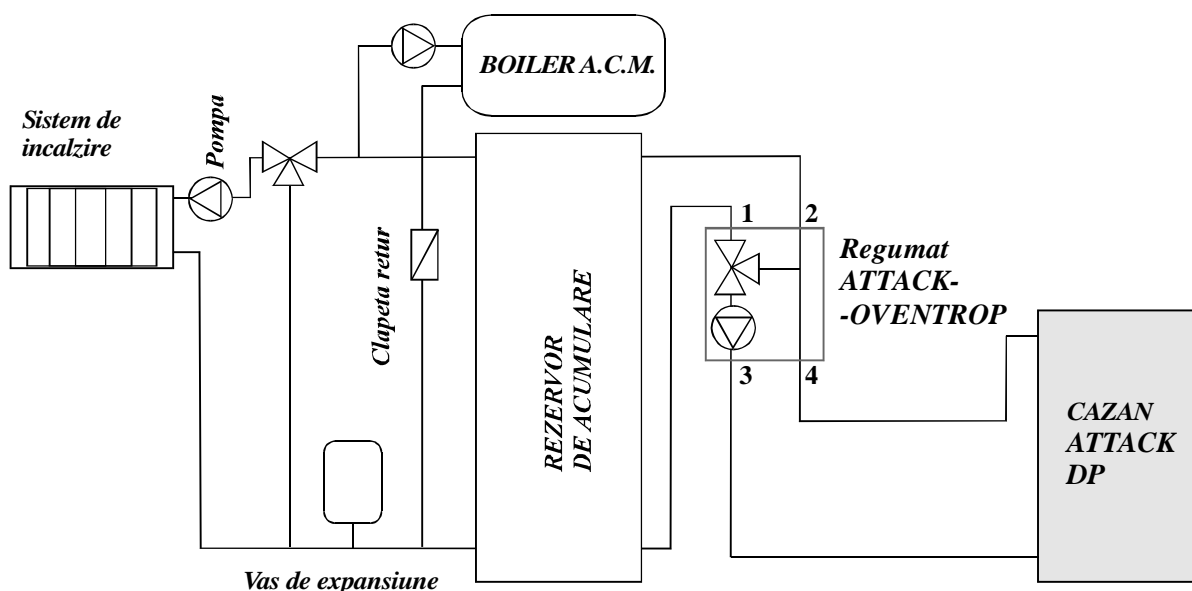 BOILER A.C.M.
Sistem de
incalzire
Pompa
1 2
Regumat
ATTACK-
-OVENTROP
Clapeta retur
REZERVOR
DE ACUMULARE
3 4
CAZAN
ATTACK
DP
Vas de expansiune